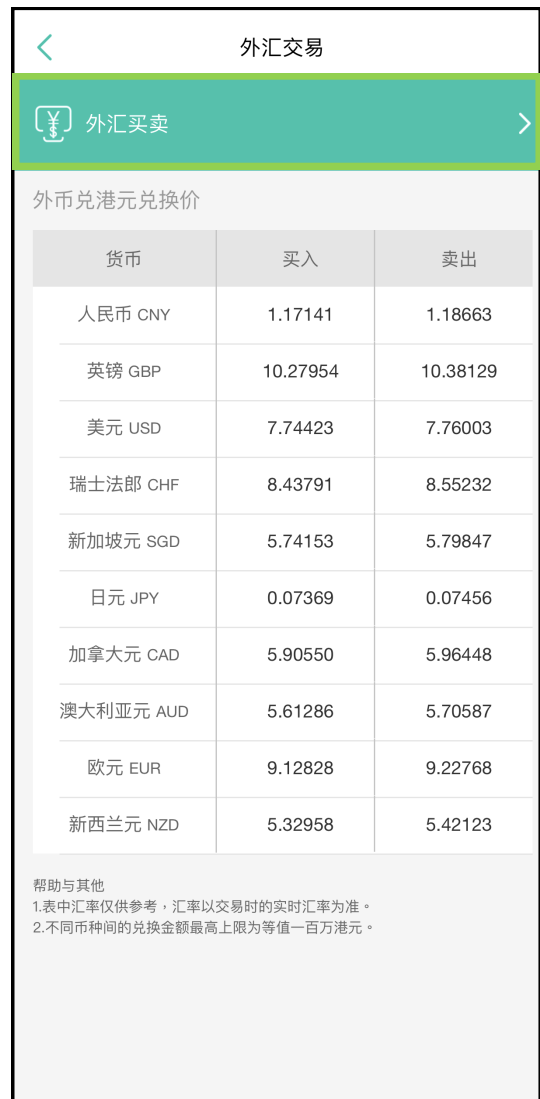 外汇交易
外汇买卖
外币兑港元兑换价
货币 买入 卖出
人民币 CNY 1.17141 1.18663
英镑 GBP 10.27954 10.38129
美元 USD 7.74423 7.76003
瑞士法郎 CHF 8.43791 8.55232
新加坡元 SGD 5.74153 5.79847
日元 JPY 0.07369 0.07456
加拿大元 CAD 5.90550 5.96448
澳大利亚元 AUD 5.61286 5.70587
欧元 EUR 9.12828 9.22768
新西兰元 NZD 5.32958 5.42123
帮助与其他
1.表中汇率仅供参考，汇率以交易时的实时汇率为准。
2.不同币种间的兑换金额最高上限为等值一百万港元。